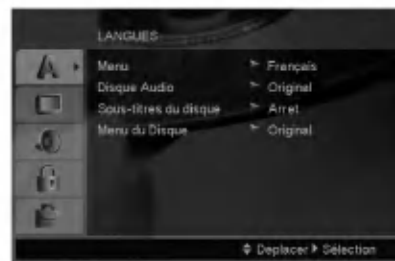 LANGUES
Menu Français
Disque Audio Original
Sous-titres du disque Arret
Menu du Disque Original
Deplacer Sélection